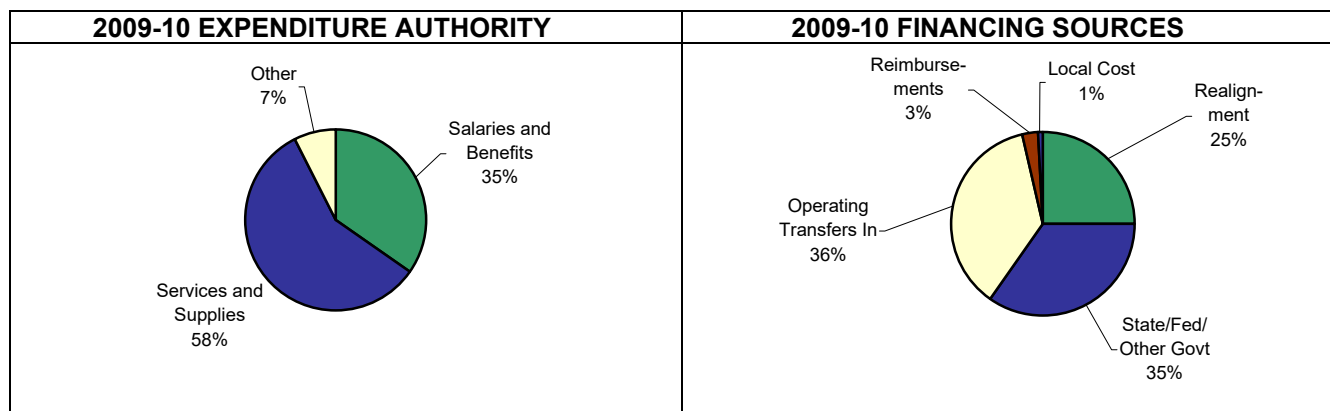 2009-10 EXPENDITURE AUTHORITY
Other
7%
Salaries and
Benefits
35%
Services and
Supplies
58%
2009-10 FINANCING SOURCES
Reimburse-
ments
3%
Local Cost
1%
Realign-
ment
25%
Operating
Transfers In
36%
State/Fed/
Other Govt
35%